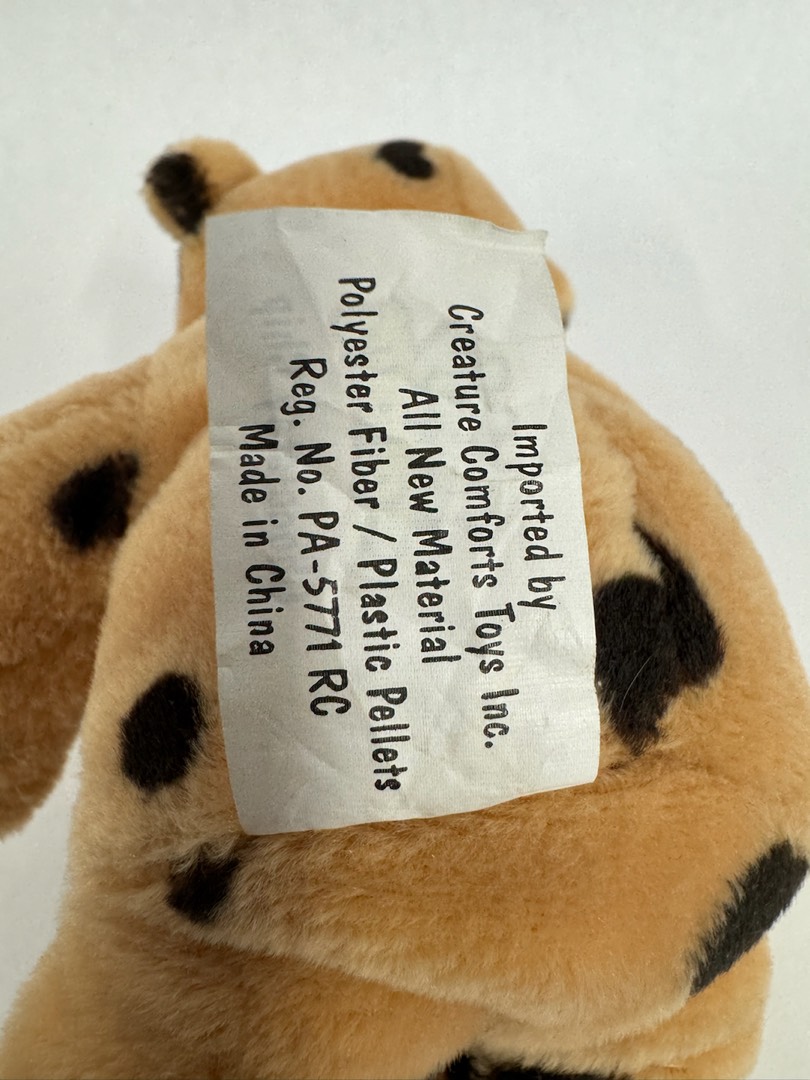 Imported by
Creature Comforts Toys Inc.
All New Material
Polyester Fiber / Plastic Pellets
Reg. No. PA-5771 RC
Made in China